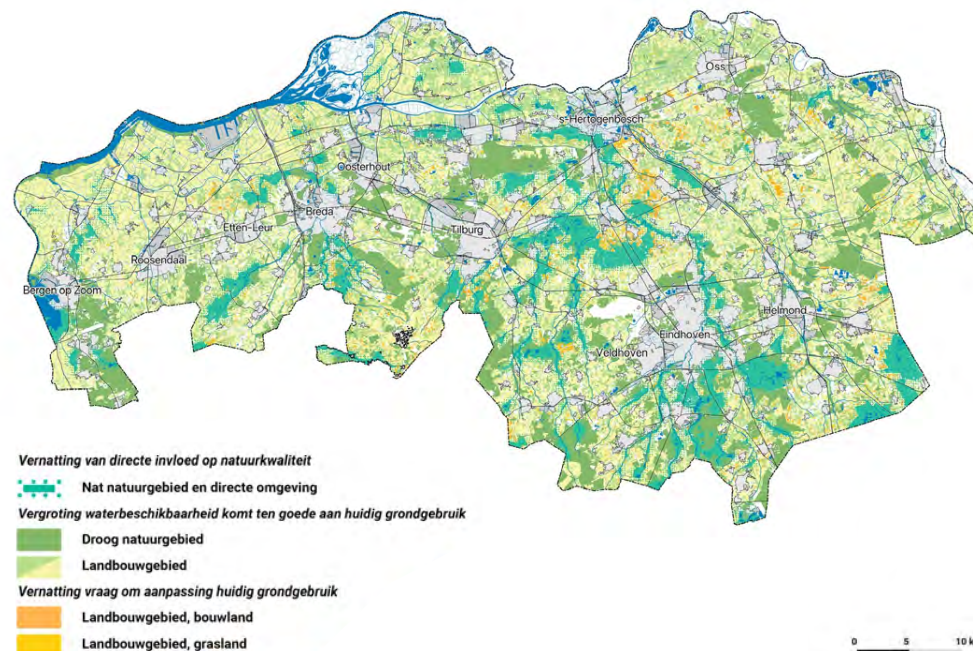 Oss
s-Hertogenbosch
Oosterhout
Breda
Etten-Leur
Tilburg
Roosendaal
Bergen op Zoom
Helmond
Eindhoven
Veldhoven
Vernatting van directe invloed op natuurkwaliteit
Nat natuurgebied en directe omgeving
Vergroting waterbeschikbaarheid komt ten goede aan huidig grondgebruik
Droog natuurgebied
Landbouwgebied
Vernatting vraag om aanpassing huidig grondgebruik
Landbouwgebied, bouwland
Landbouwgebied, grasland
0 5 10 k